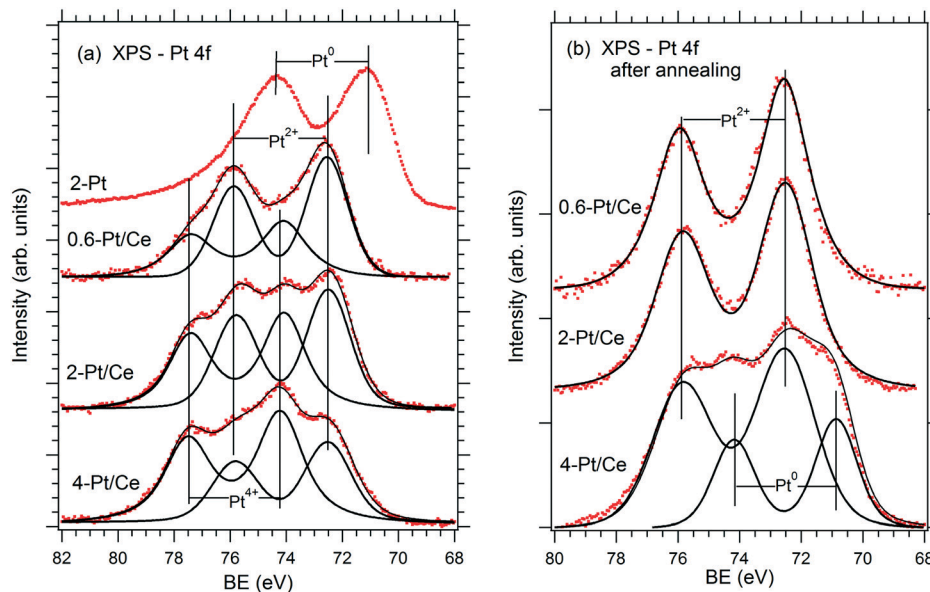 (a) XPS - Pt 4f
Pt⁰
Pt²⁺
2-Pt
0.6-Pt/Ce
2-Pt/Ce
4-Pt/Ce
Pt⁴⁺
Intensity (arb. units)
82 80 78 76 74 72 70 68
BE (eV)
(b) XPS - Pt 4f
after annealing
Pt²⁺
0.6-Pt/Ce
2-Pt/Ce
4-Pt/Ce
Pt⁰
Intensity (arb. units)
80 78 76 74 72 70 68
BE (eV)